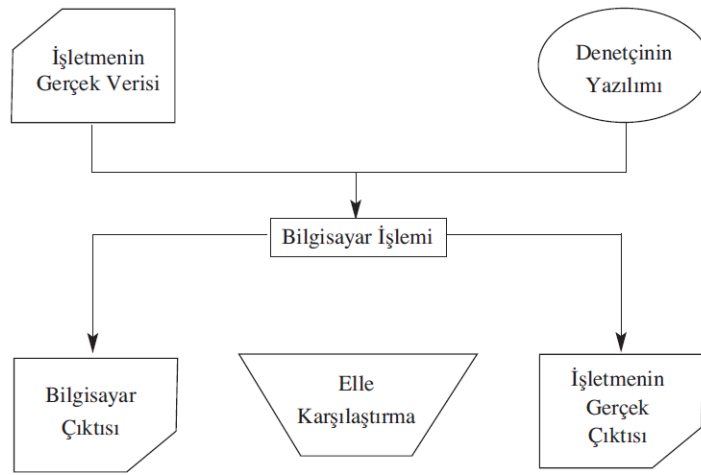 İşletmenin
Gerçek Verisi
Denetçinin
Yazılımı
Bilgisayar İşlemi
Bilgisayar
Çıktısı
Elle
Karşılaştırma
İşletmenin
Gerçek
Çıktısı